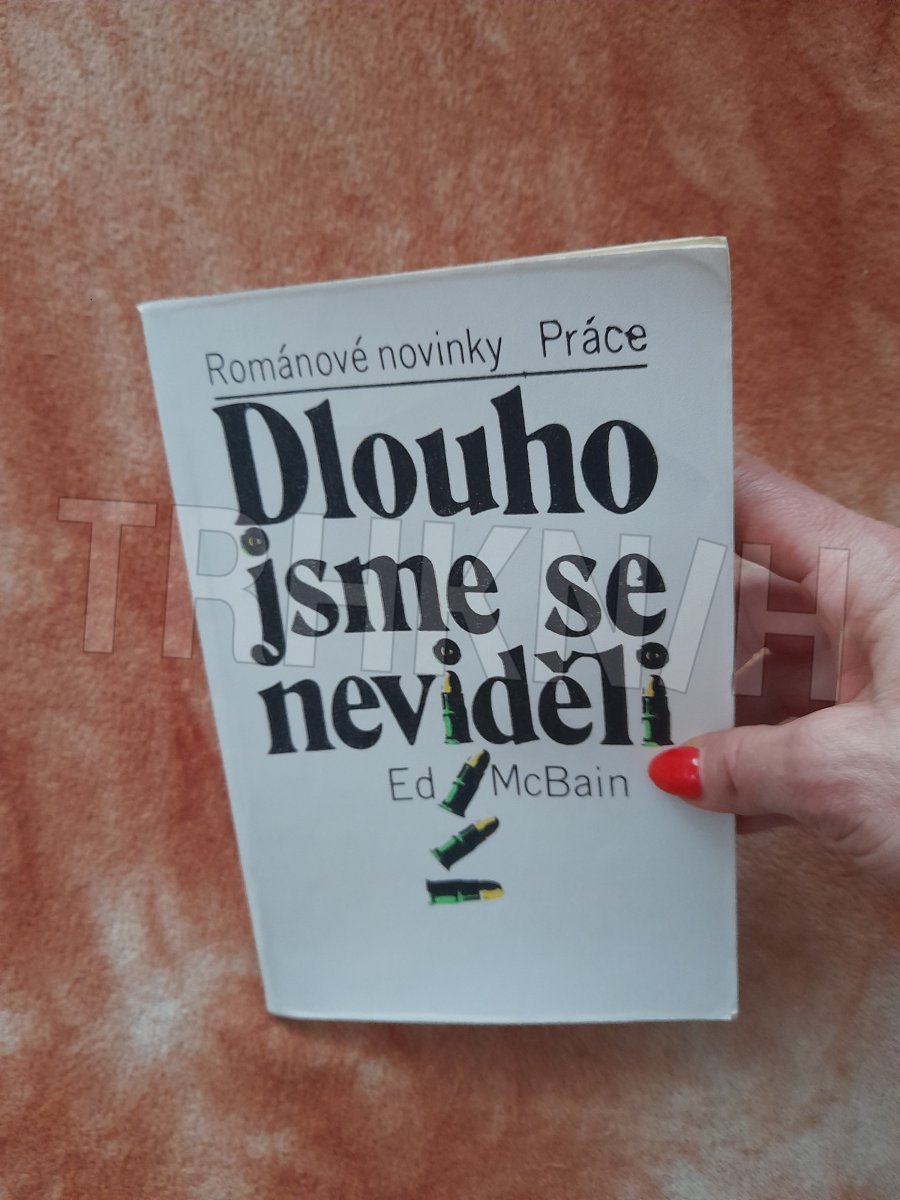 Románové novinky Práce
Dlouho
jsme se
neviděli
Ed McBain
TRHKNIH